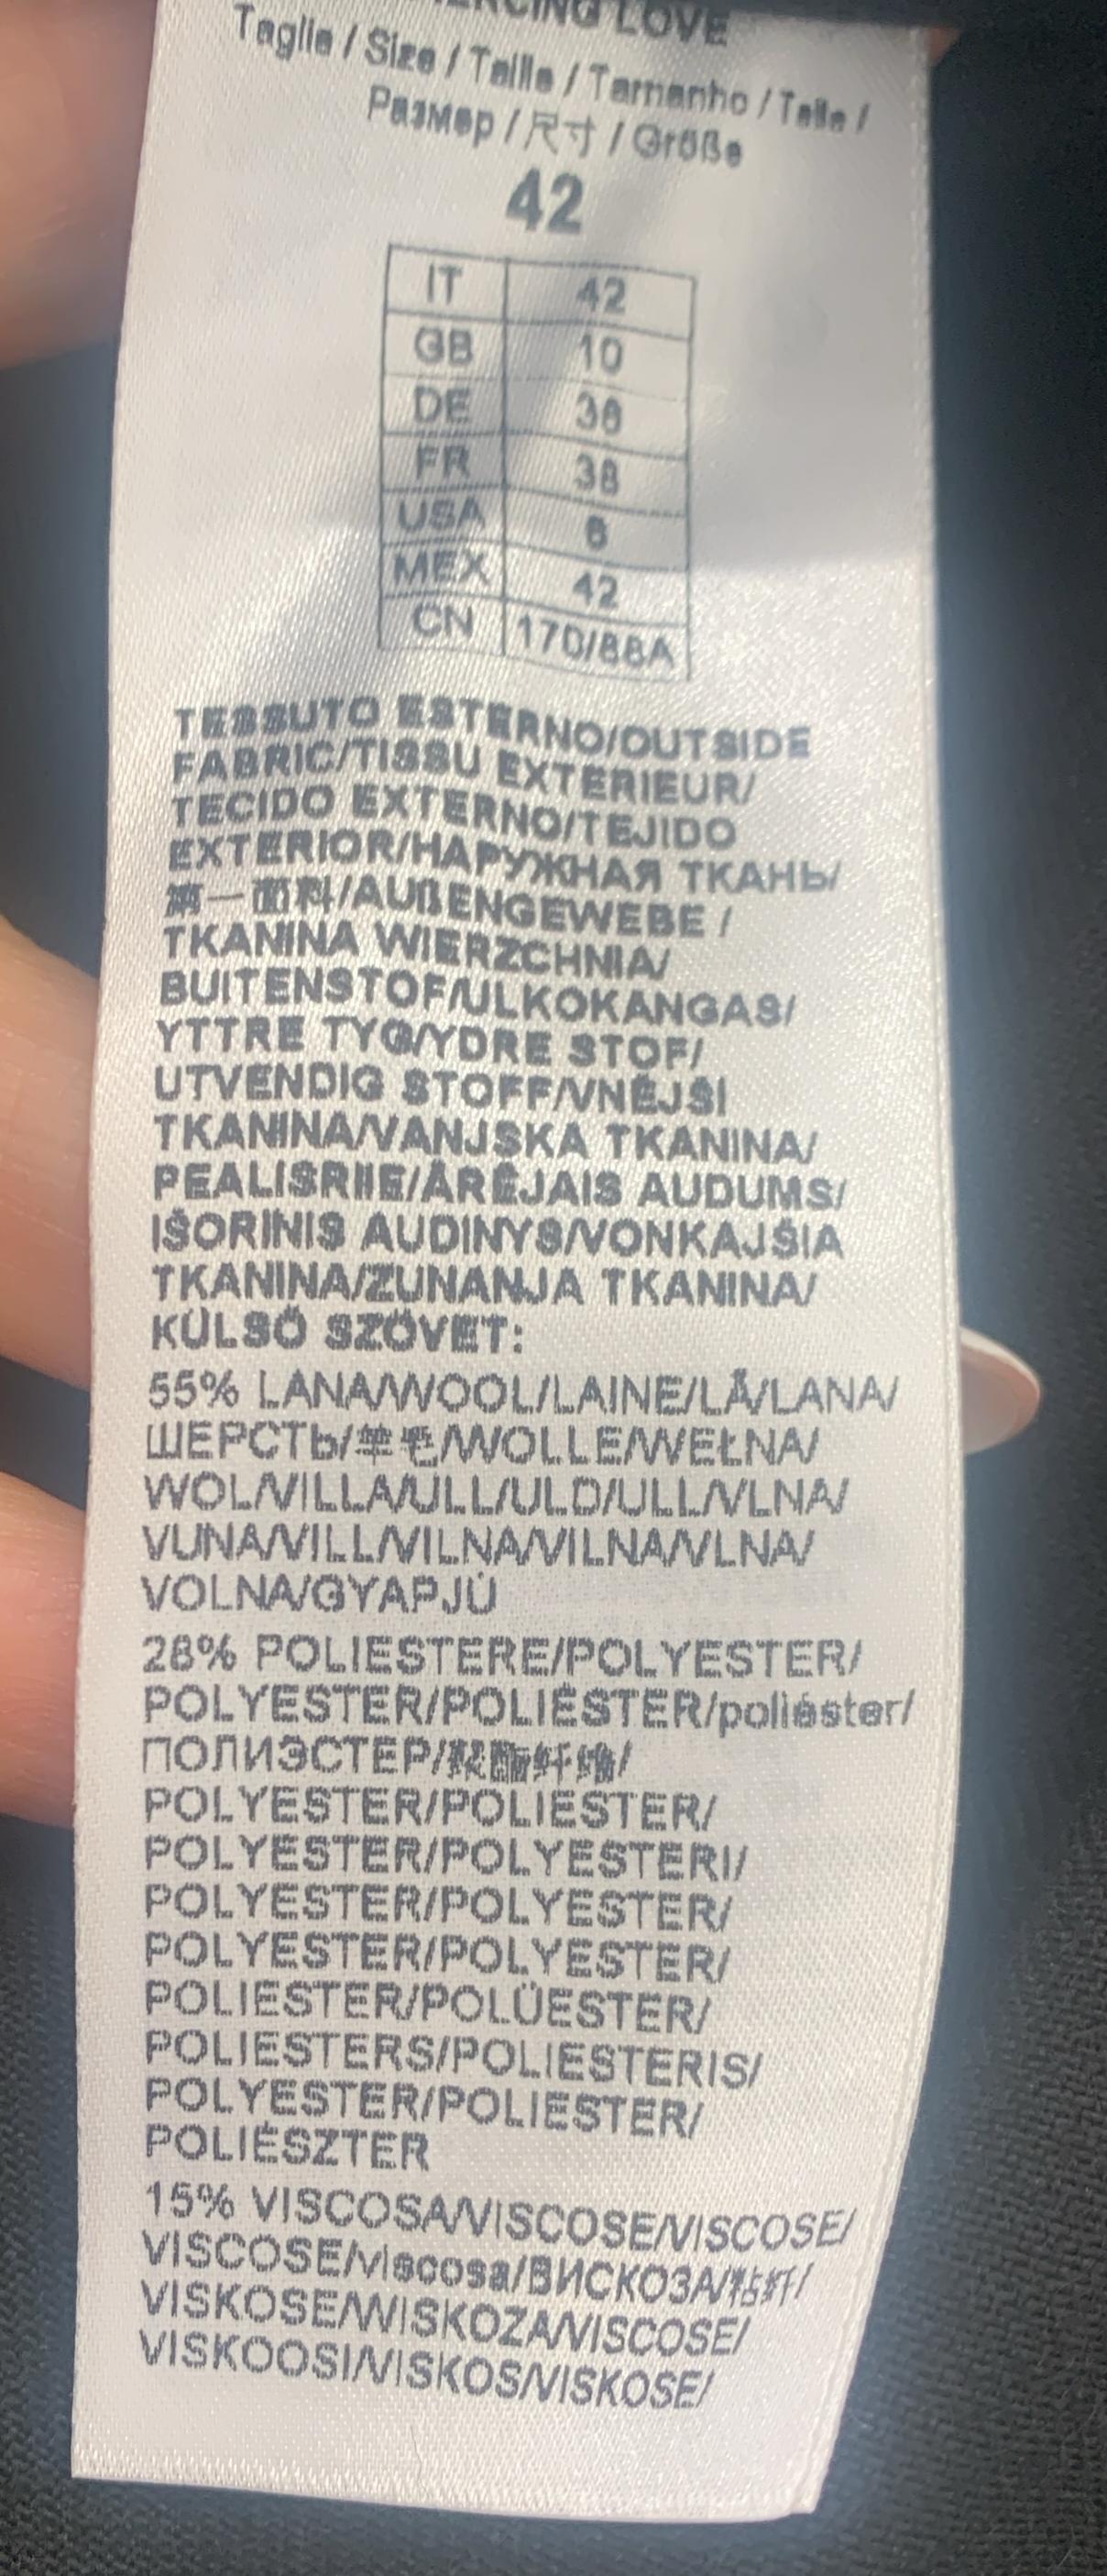 LOVE
Taglia / Size / Taille / Tamanho / Talla /
Размер / 尺寸 / Größe
42
IT 42
GB 10
DE 36
FR 38
USA 6
MEX 42
CN 170/88A
TESSUTO ESTERNO/OUTSIDE
FABRIC/TISSU EXTERIEUR/
TECIDO EXTERNO/TEJIDO
EXTERIOR/НАРУЖНАЯ ТКАНЬ/
第一面料/AUßENGEWEBE /
TKANINA WIERZCHNIA/
BUITENSTOF/ULKOKANGAS/
YTTRE TYG/YDRE STOF/
UTVENDIG STOFF/VNĚJŠÍ
TKANINA/VANJSKA TKANINA/
PEALISRIIE/ĀRĒJAIS AUDUMS/
IŠORINIS AUDINYS/VONKAJŠIA
TKANINA/ZUNANJA TKANINA/
KÜLSŐ SZÖVET:
55% LANA/WOOL/LAINE/LÃ/LANA/
ШЕРСТЬ/羊毛/WOLLE/WEŁNA/
WOL/VILLA/ULL/ULD/ULL/VLNA/
VUNA/VILL/VILNA/VILNA/VLNA/
VOLNA/GYAPJÚ
28% POLIESTERE/POLYESTER/
POLYESTER/POLIÉSTER/poliéster/
ПОЛИЭСТЕР/聚酯纤维/
POLYESTER/POLIESTER/
POLYESTER/POLYESTERI/
POLYESTER/POLYESTER/
POLYESTER/POLYESTER/
POLIESTER/POLÜESTER/
POLIESTERS/POLIESTERIS/
POLYESTER/POLIESTER/
POLIÉSZTER
15% VISCOSA/VISCOSE/VISCOSE/
VISCOSE/viscosa/ВИСКОЗА/粘纤/
VISKOSE/WISKOZA/VISCOSE/
VISKOOSI/VISKOS/VISKOSE/